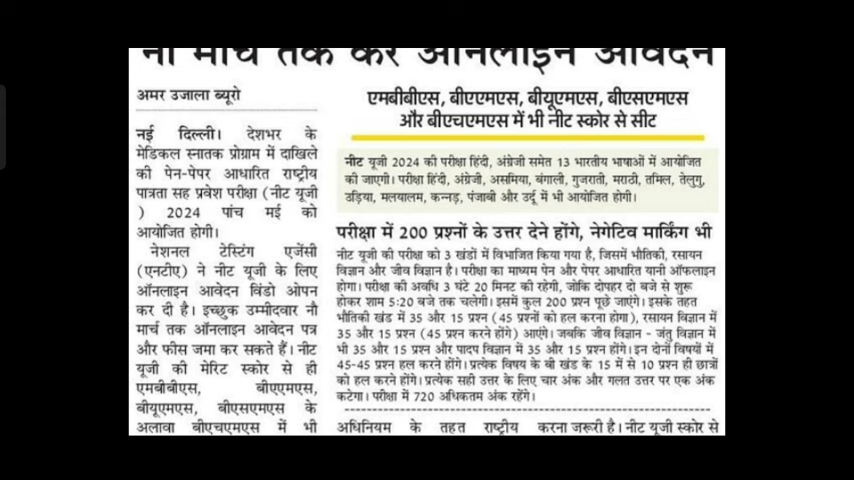 नौ मार्च तक करें ऑनलाइन आवेदन
अमर उजाला ब्यूरो
नई दिल्ली। देशभर के
मेडिकल स्नातक प्रोग्राम में दाखिले
की पेन-पेपर आधारित राष्ट्रीय
पात्रता सह प्रवेश परीक्षा (नीट यूजी
) 2024 पांच मई को
आयोजित होगी।
नेशनल टेस्टिंग एजेंसी
(एनटीए) ने नीट यूजी के लिए
ऑनलाइन आवेदन विंडो ओपन
कर दी है। इच्छुक उम्मीदवार नौ
मार्च तक ऑनलाइन आवेदन पत्र
और फीस जमा कर सकते हैं। नीट
यूजी की मेरिट स्कोर से ही
एमबीबीएस, बीएएमएस,
बीयूएमएस, बीएसएमएस के
अलावा बीएचएमएस में भी
एमबीबीएस, बीएएमएस, बीयूएमएस, बीएसएमएस
और बीएचएमएस में भी नीट स्कोर से सीट
नीट यूजी 2024 की परीक्षा हिंदी, अंग्रेजी समेत 13 भारतीय भाषाओं में आयोजित
की जाएगी। परीक्षा हिंदी, अंग्रेजी, असमिया, बंगाली, गुजराती, मराठी, तमिल, तेलुगु,
उड़िया, मलयालम, कन्नड़, पंजाबी और उर्दू में भी आयोजित होगी।
परीक्षा में 200 प्रश्नों के उत्तर देने होंगे, नेगेटिव मार्किंग भी
नीट यूजी की परीक्षा को 3 खंडों में विभाजित किया गया है, जिसमें भौतिकी, रसायन
विज्ञान और जीव विज्ञान है। परीक्षा का माध्यम पेन और पेपर आधारित यानी ऑफलाइन
होगा। परीक्षा की अवधि 3 घंटे 20 मिनट की रहेगी, जोकि दोपहर दो बजे से शुरू
होकर शाम 5:20 बजे तक चलेगी। इसमें कुल 200 प्रश्न पूछे जाएंगे। इसके तहत
भौतिकी खंड में 35 और 15 प्रश्न (45 प्रश्नों को हल करना होगा), रसायन विज्ञान में
35 और 15 प्रश्न (45 प्रश्न करने होंगे) आएंगे। जबकि जीव विज्ञान - जंतु विज्ञान में
भी 35 और 15 प्रश्न और पादप विज्ञान में 35 और 15 प्रश्न होंगे। इन दोनों विषयों में
45-45 प्रश्न हल करने होंगे। प्रत्येक विषय के बी खंड के 15 में से 10 प्रश्न ही छात्रों
को हल करने होंगे। प्रत्येक सही उत्तर के लिए चार अंक और गलत उत्तर पर एक अंक
कटेगा। परीक्षा में 720 अधिकतम अंक रहेंगे।
अधिनियम के तहत राष्ट्रीय
करना जरूरी है। नीट यूजी स्कोर से